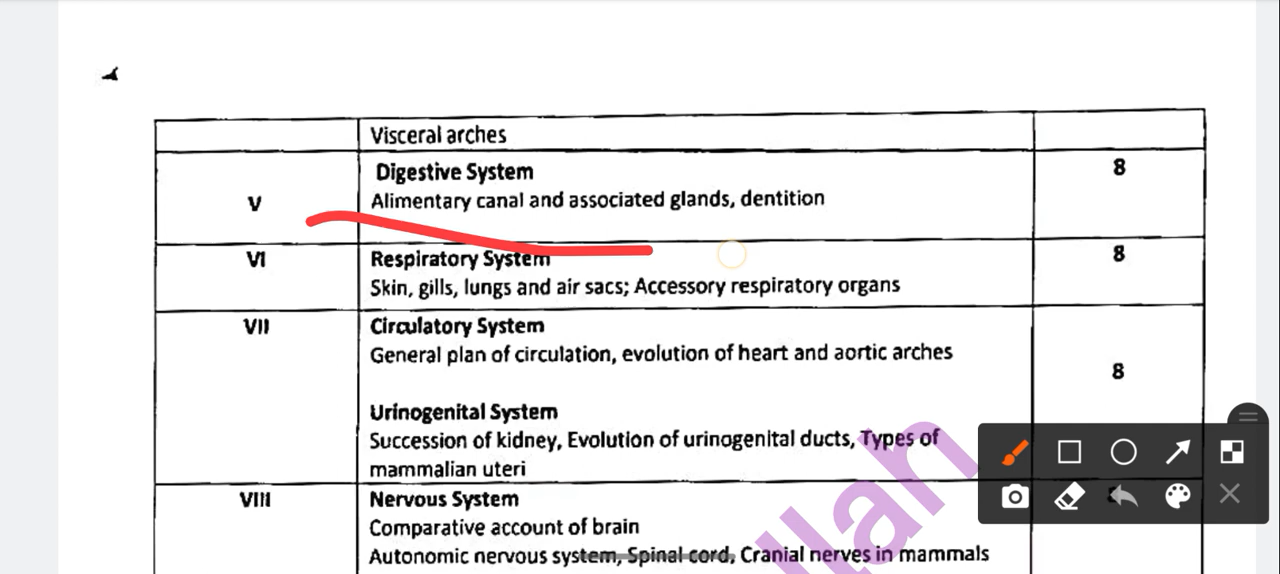 Visceral arches
Digestive System
8
V
Alimentary canal and associated glands, dentition
VI
Respiratory System
8
Skin, gills, lungs and air sacs; Accessory respiratory organs
VII
Circulatory System
General plan of circulation, evolution of heart and aortic arches
8
Urinogenital System
Succession of kidney, Evolution of urinogenital ducts, Types of
mammalian uteri
VIII
Nervous System
Comparative account of brain
Autonomic nervous system, Spinal cord, Cranial nerves in mammals
llah